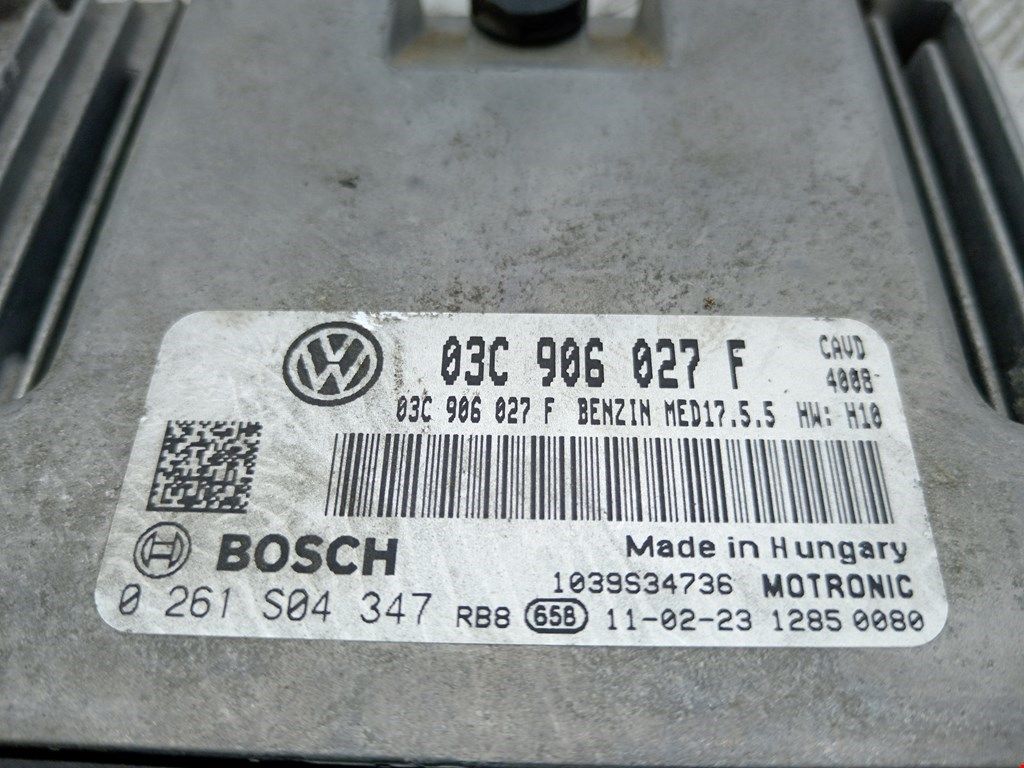 03C 906 027 F CAVD
4008-
03C 906 027 F BENZIN MED17.5.5 HW: H10
BOSCH Made in Hungary
1039S34736 MOTRONIC
0 261 S04 347 RB8 65B 11-02-23 1285 0080